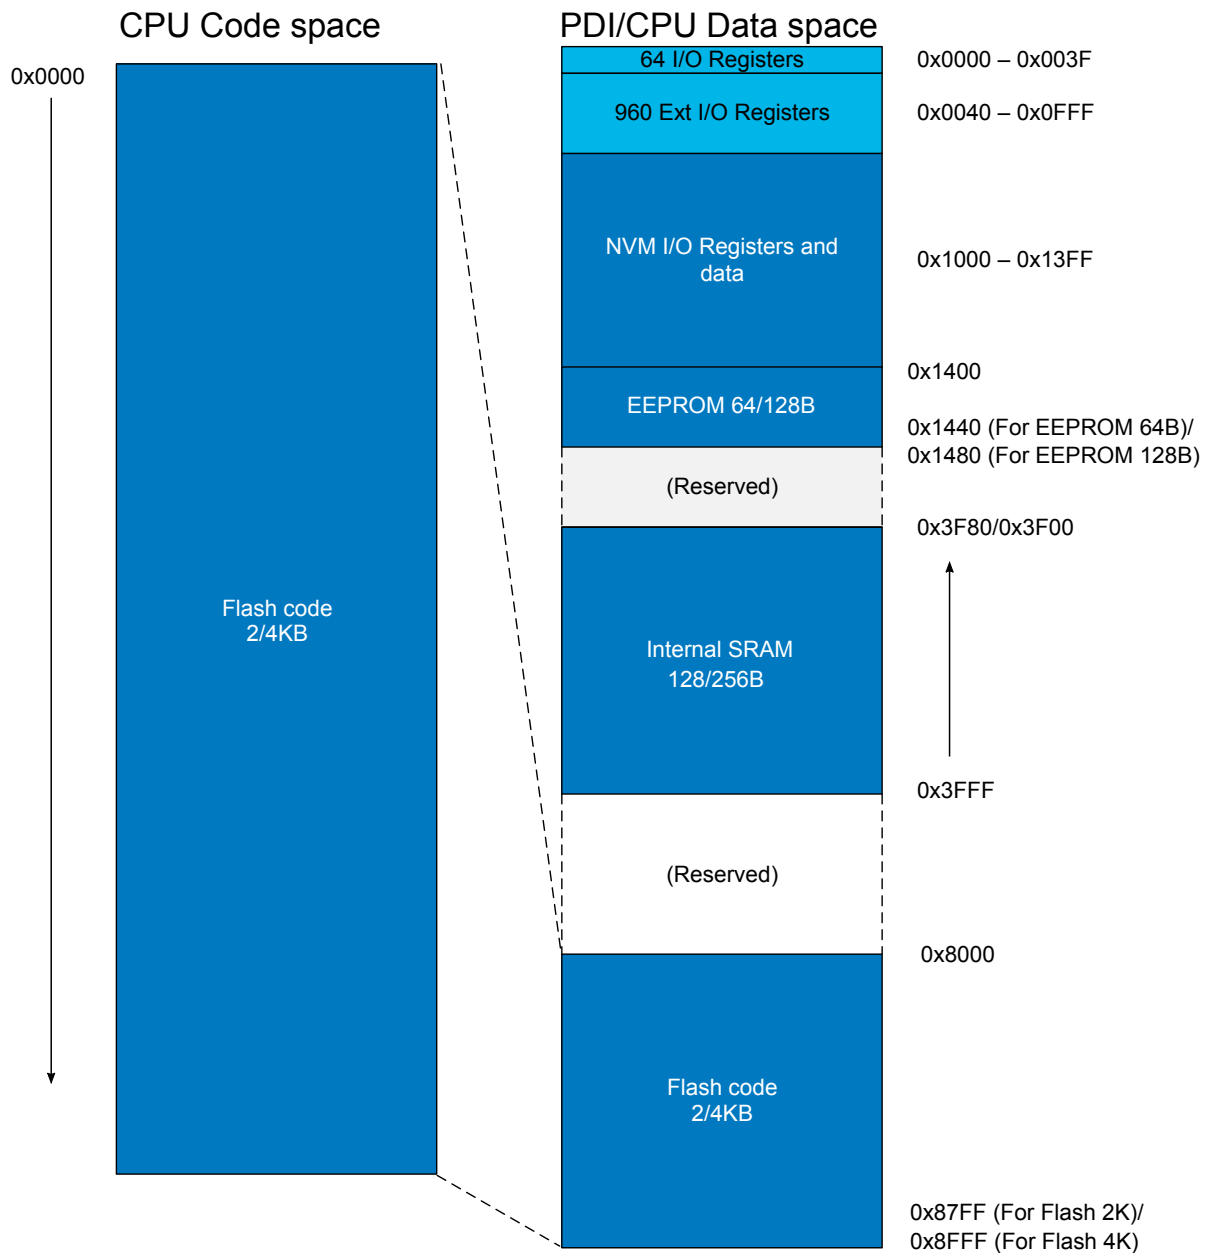 CPU Code space
PDI/CPU Data space
0x0000
64 I/O Registers
0x0000 – 0x003F
960 Ext I/O Registers
0x0040 – 0x0FFF
NVM I/O Registers and
data
0x1000 – 0x13FF
0x1400
EEPROM 64/128B
0x1440 (For EEPROM 64B)/
0x1480 (For EEPROM 128B)
(Reserved)
0x3F80/0x3F00
Flash code
2/4KB
Internal SRAM
128/256B
0x3FFF
(Reserved)
0x8000
Flash code
2/4KB
0x87FF (For Flash 2K)/
0x8FFF (For Flash 4K)